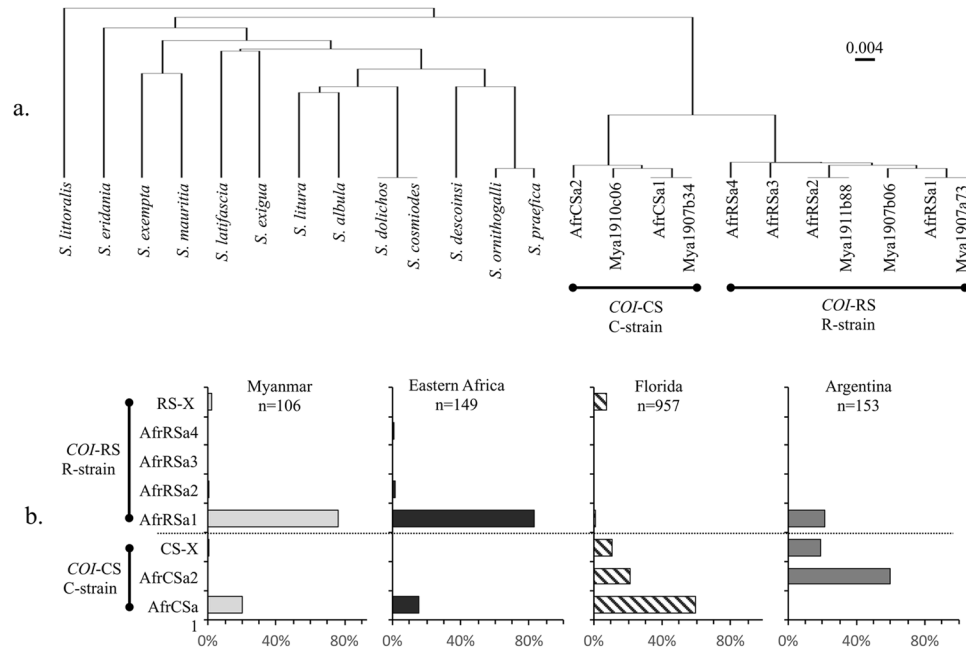 a.
0.004
S. littoralis
S. eridania
S. exempta
S. mauritia
S. latifascia
S. exigua
S. litura
S. albula
S. dolichos
S. cosmiodes
S. descoinsi
S. ornithogalli
S. praefica
AfrCSa2
Mya1910c06
AfrCSa1
Mya1907b34
AfrRSa4
AfrRSa3
AfrRSa2
Mya1911b88
Mya1907b06
AfrRSa1
Mya1907a73
COI-CS
C-strain
COI-RS
R-strain
b.
Myanmar
n=106
Eastern Africa
n=149
Florida
n=957
Argentina
n=153
COI-RS
R-strain
RS-X
AfrRSa4
AfrRSa3
AfrRSa2
AfrRSa1
COI-CS
C-strain
CS-X
AfrCSa2
AfrCSa
1
0% 40% 80%
0% 40% 80%
0% 40% 80%
0% 40% 80%